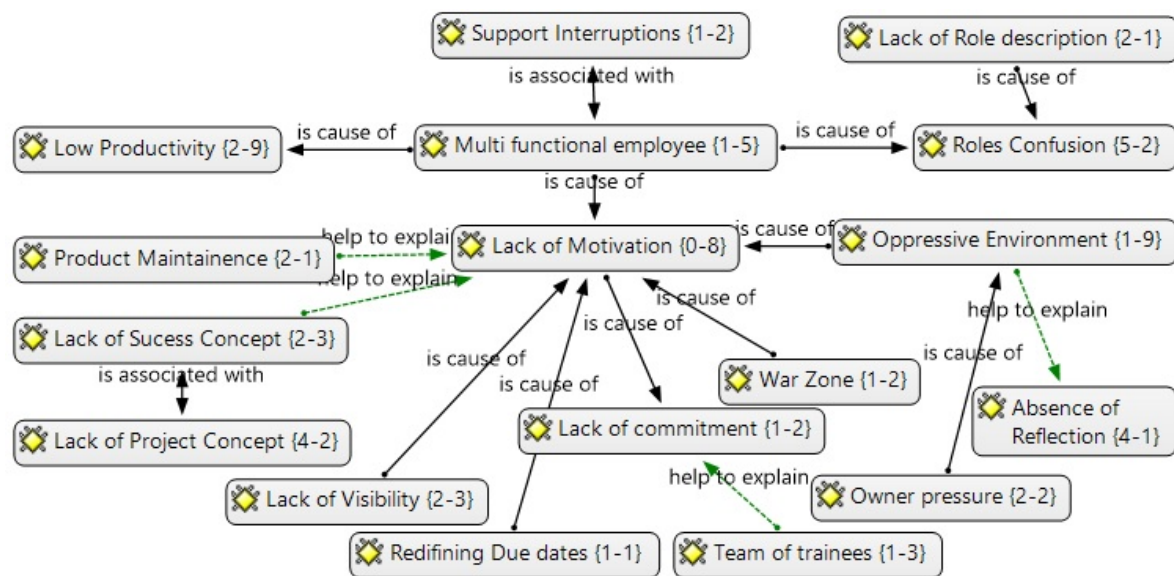 Support Interruptions {1-2}
Lack of Role description {2-1}
is associated with
is cause of
Low Productivity {2-9}
is cause of
Multi functional employee {1-5}
is cause of
Roles Confusion {5-2}
is cause of
Product Maintainence {2-1}
help to explain
Lack of Motivation {0-8}
is cause of
Oppressive Environment {1-9}
help to explain
Lack of Sucess Concept {2-3}
is associated with
Lack of Project Concept {4-2}
is cause of
is cause of
is cause of
is cause of
War Zone {1-2}
help to explain
is cause of
Absence of
Reflection {4-1}
Lack of commitment {1-2}
help to explain
Lack of Visibility {2-3}
Owner pressure {2-2}
Redifining Due dates {1-1}
Team of trainees {1-3}